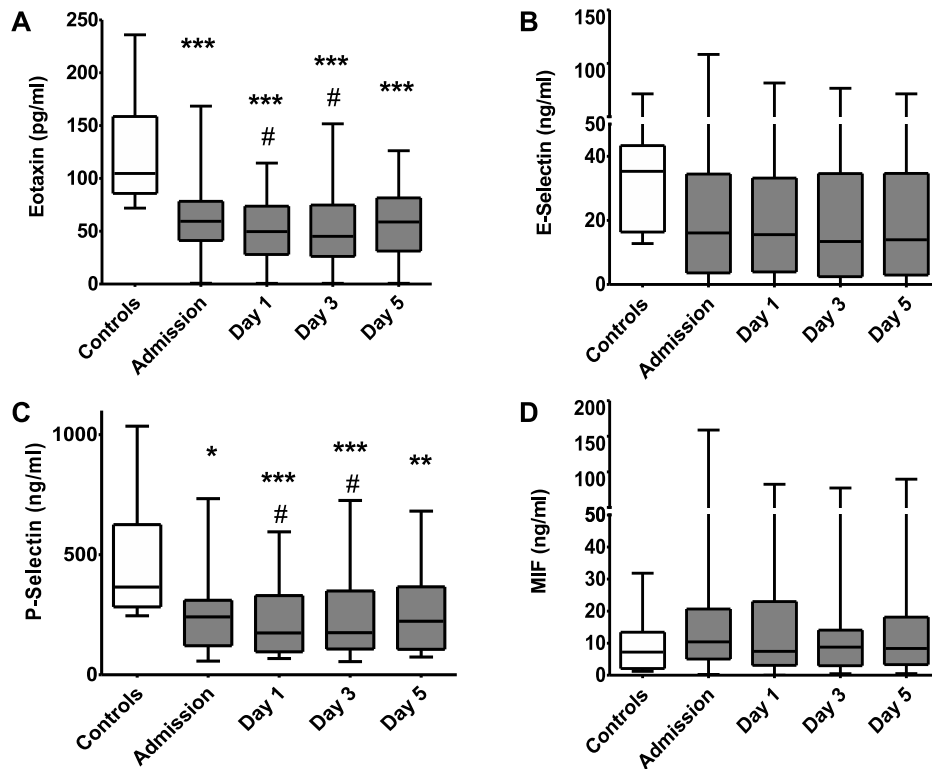 A
Eotaxin (pg/ml)
250
200
150
100
50
0
***
***
#
***
#
***
Controls
Admission
Day 1
Day 3
Day 5
B
E-Selectin (ng/ml)
150
100
50
40
20
0
Controls
Admission
Day 1
Day 3
Day 5
C
P-Selectin (ng/ml)
1000
500
0
*
***
#
***
#
**
Controls
Admission
Day 1
Day 3
Day 5
D
MIF (ng/ml)
200
150
100
50
40
30
20
10
0
Controls
Admission
Day 1
Day 3
Day 5